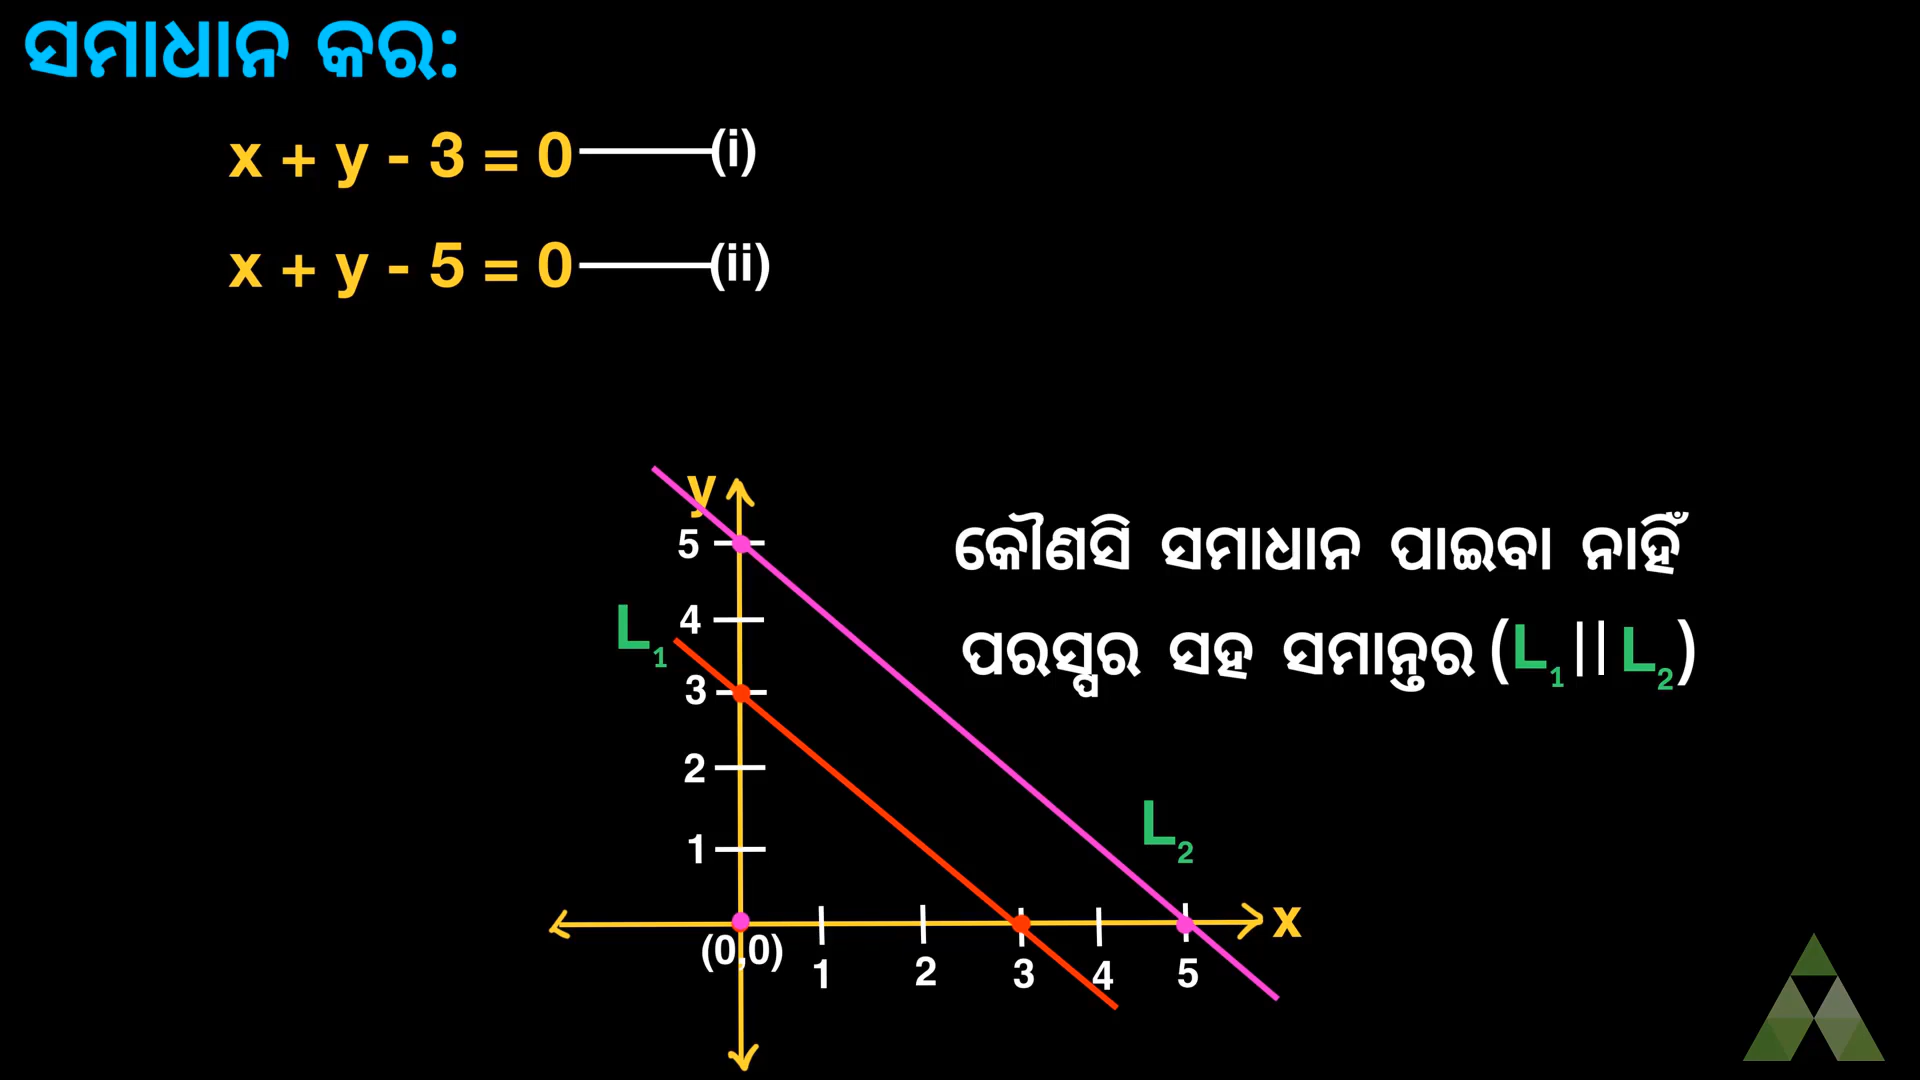 ସମାଧାନ କର:
x + y - 3 = 0 (i)
x + y - 5 = 0 (ii)
y
5
4
3
2
1
L₁
କୌଣସି ସମାଧାନ ପାଇବା ନାହିଁ
ପରସ୍ପର ସହ ସମାନ୍ତର (L₁ || L₂)
L₂
x
(0,0)
1 2 3 4 5